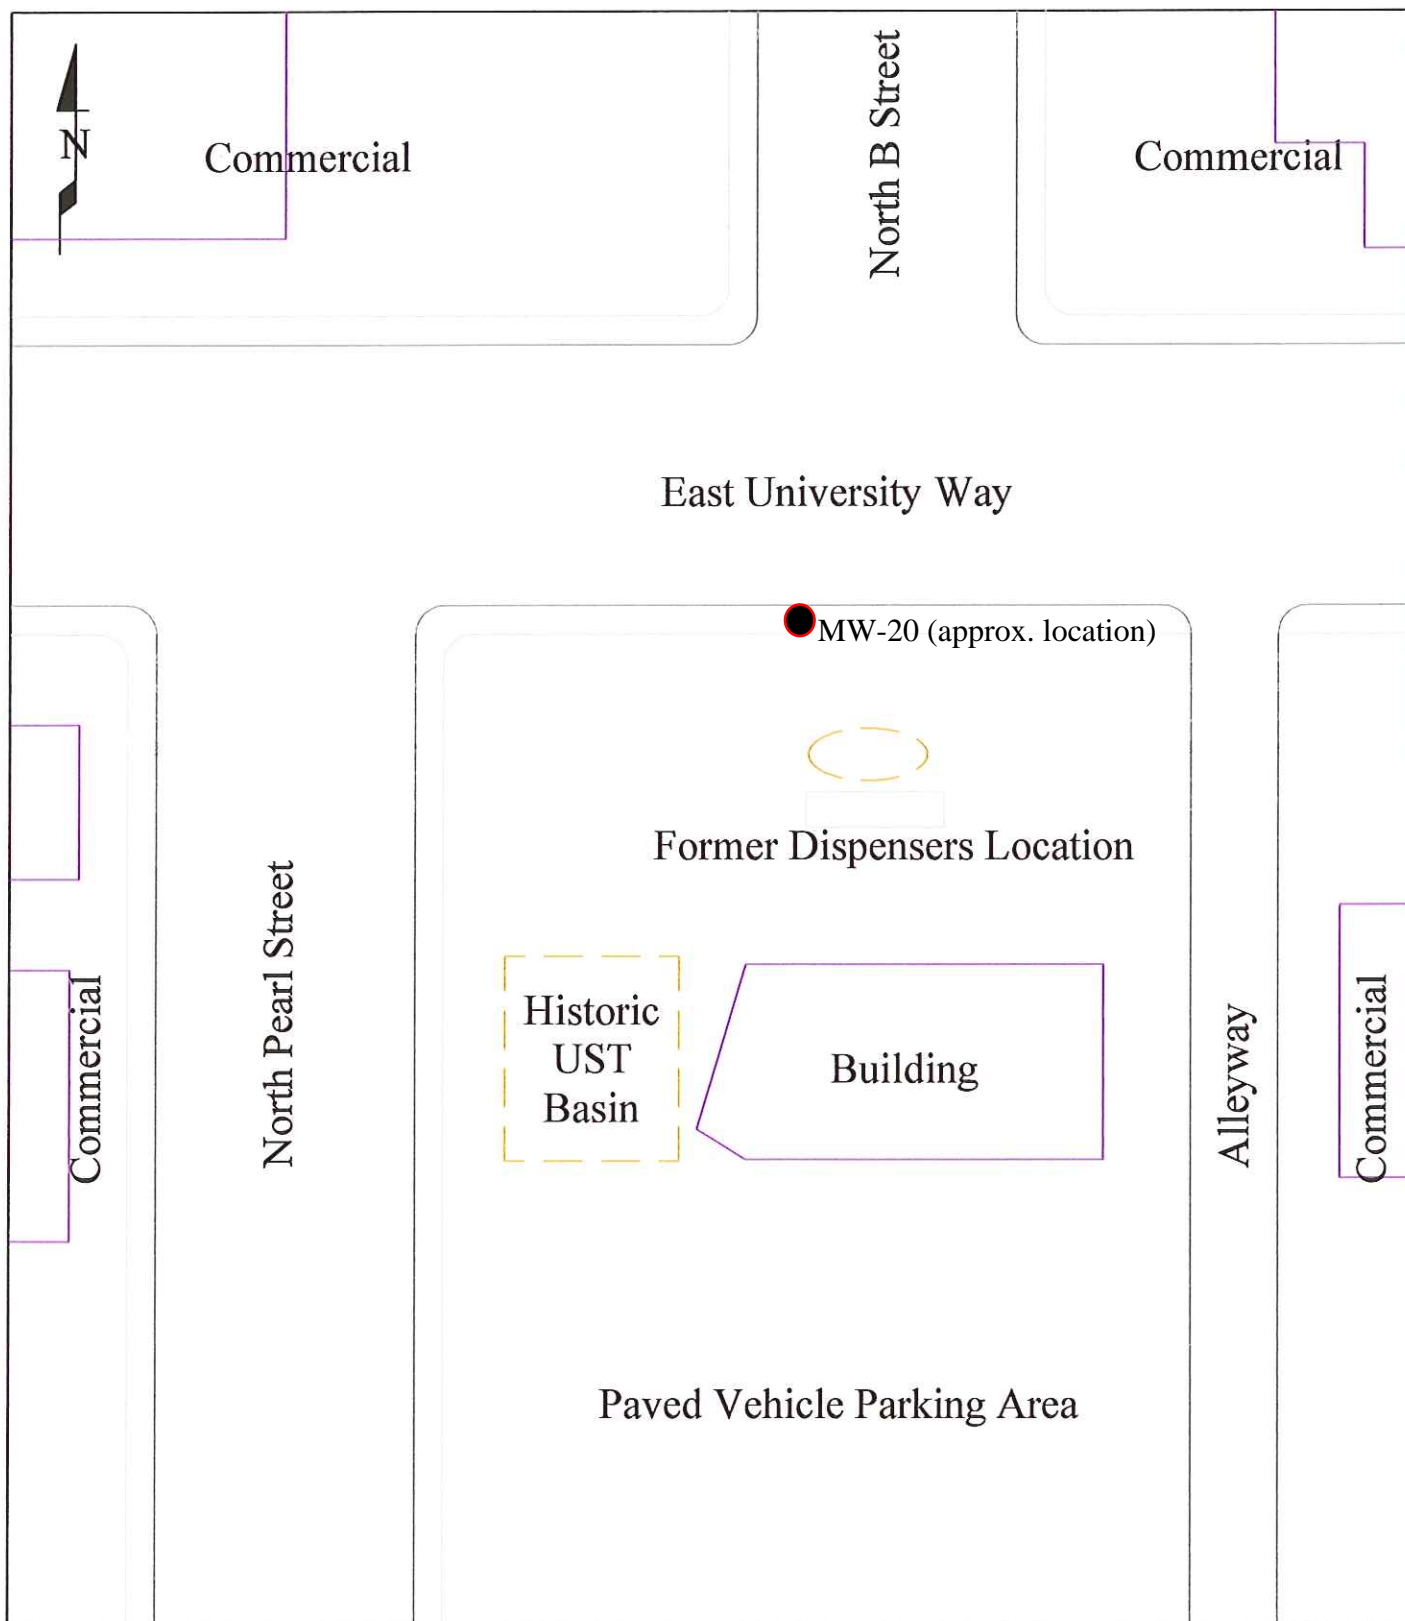 N
Commercial
North B Street
Commercial
East University Way
MW-20 (approx. location)
Former Dispensers Location
North Pearl Street
Commercial
Historic
UST
Basin
Building
Alleyway
Commercial
Paved Vehicle Parking Area